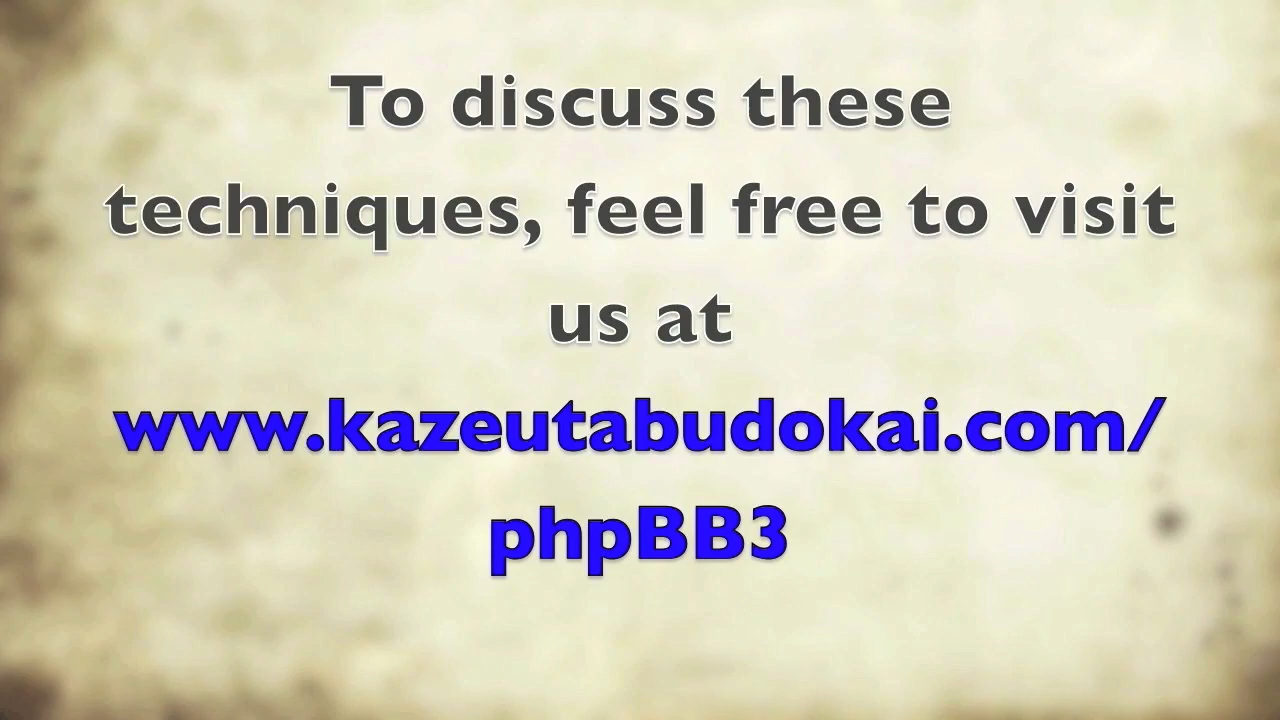 To discuss these
techniques, feel free to visit
us at
www.kazeutabudokai.com/
phpBB3